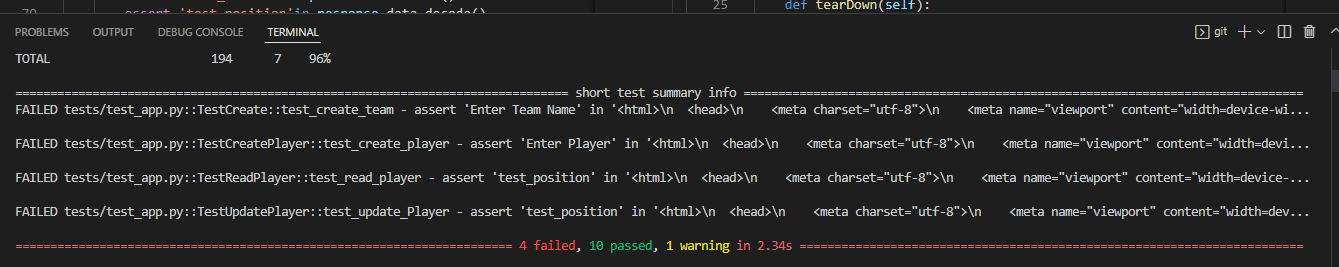 70 assert 'test_position'in response.data.decode()
25 def tearDown(self):
PROBLEMS OUTPUT DEBUG CONSOLE TERMINAL git
TOTAL 194 7 96%
=============================================================================== short test summary info ================================================================================
FAILED tests/test_app.py::TestCreate::test_create_team - assert 'Enter Team Name' in '<html>\n  <head>\n    <meta charset="utf-8">\n    <meta name="viewport" content="width=device-wi...
FAILED tests/test_app.py::TestCreatePlayer::test_create_player - assert 'Enter Player' in '<html>\n  <head>\n    <meta charset="utf-8">\n    <meta name="viewport" content="width=devi...
FAILED tests/test_app.py::TestReadPlayer::test_read_player - assert 'test_position' in '<html>\n  <head>\n    <meta charset="utf-8">\n    <meta name="viewport" content="width=device-...
FAILED tests/test_app.py::TestUpdatePlayer::test_update_Player - assert 'test_position' in '<html>\n  <head>\n    <meta charset="utf-8">\n    <meta name="viewport" content="width=dev...
======================================================================= 4 failed, 10 passed, 1 warning in 2.34s ========================================================================